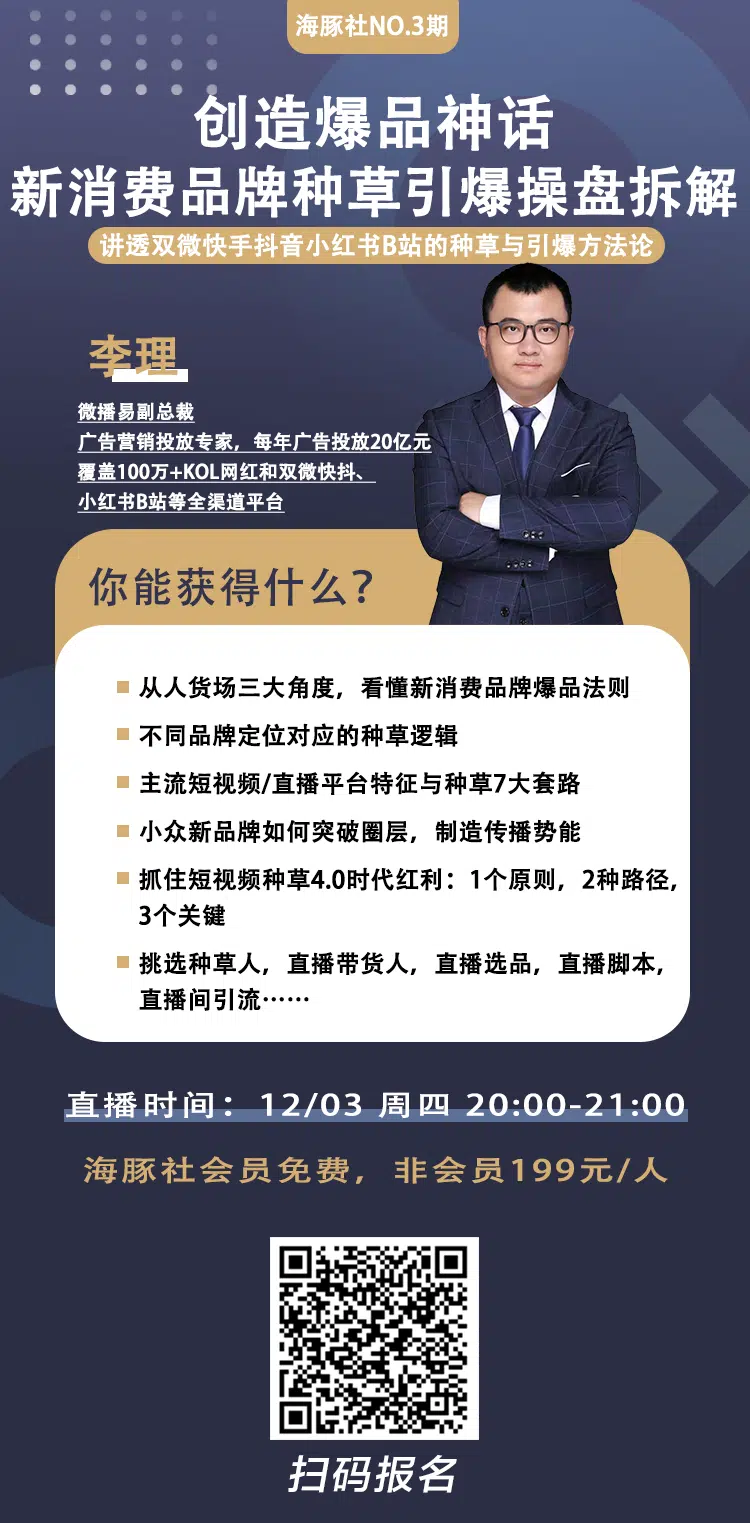 海豚社NO.3期
创造爆品神话
新消费品牌种草引爆操盘拆解
讲透双微快手抖音小红书B站的种草与引爆方法论
李理
微播易副总裁
广告营销投放专家，每年广告投放20亿元
覆盖100万+KOL网红和双微快抖、
小红书B站等全渠道平台
你能获得什么？
从人货场三大角度，看懂新消费品牌爆品法则
不同品牌定位对应的种草逻辑
主流短视频/直播平台特征与种草7大套路
小众新品牌如何突破圈层，制造传播势能
抓住短视频种草4.0时代红利：1个原则，2种路径，
3个关键
挑选种草人，直播带货人，直播选品，直播脚本，
直播间引流……
直播时间：12/03 周四 20:00-21:00
海豚社会员免费，非会员199元/人
扫码报名